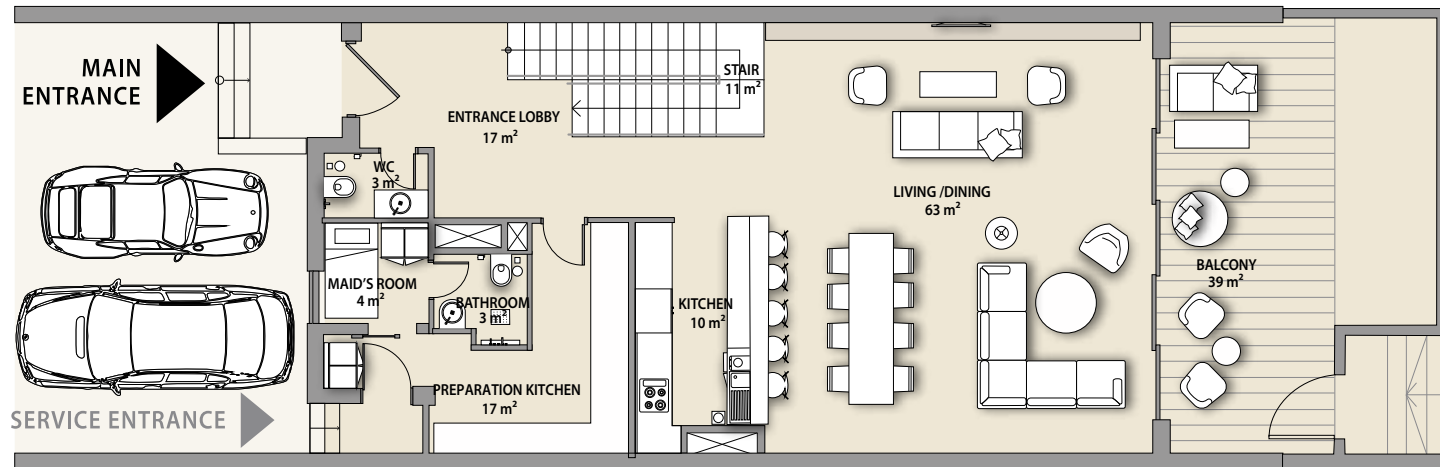 MAIN
ENTRANCE
STAIR
11 m²
ENTRANCE LOBBY
17 m²
WC
3 m²
LIVING /DINING
63 m²
MAID'S ROOM
4 m²
BATHROOM
3 m²
KITCHEN
10 m²
BALCONY
39 m²
PREPARATION KITCHEN
17 m²
SERVICE ENTRANCE